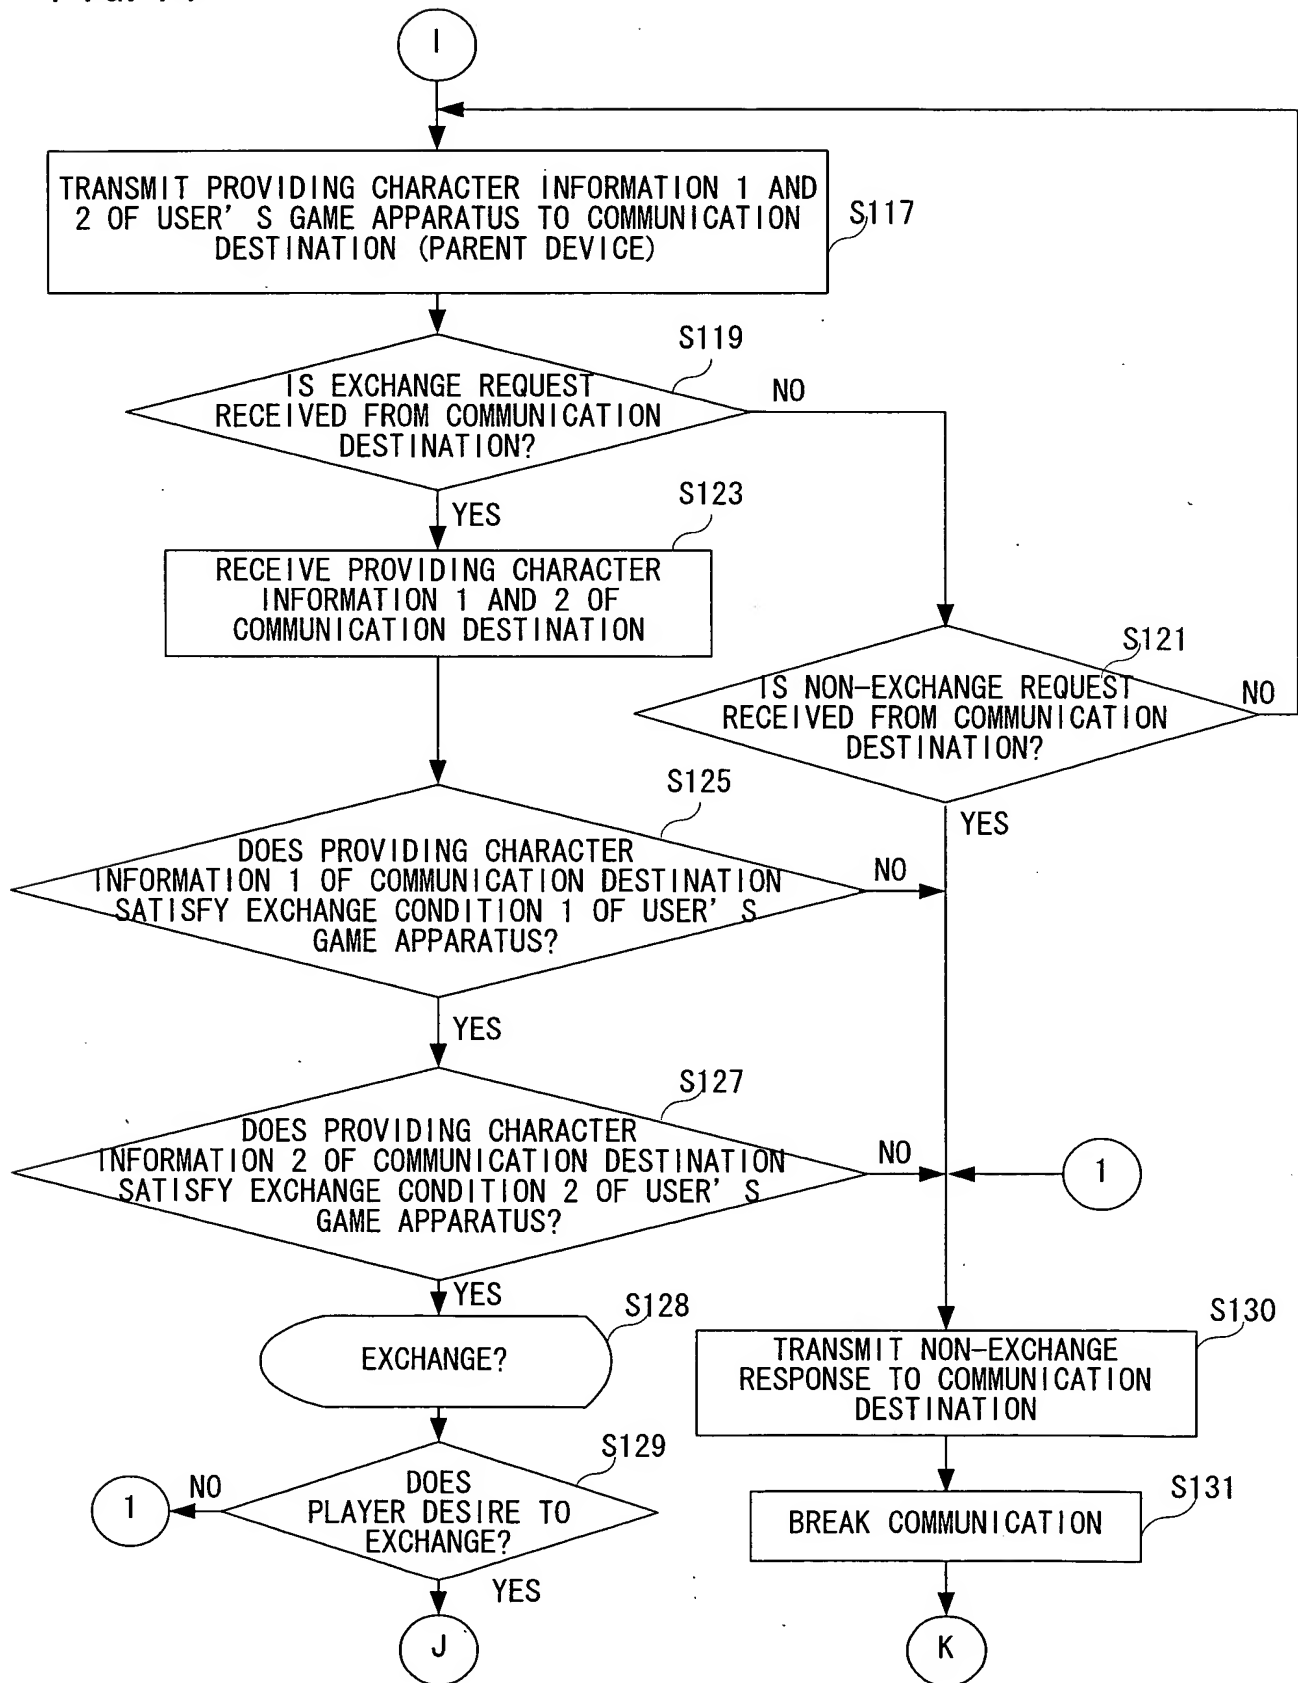 I
TRANSMIT PROVIDING CHARACTER INFORMATION 1 AND
2 OF USER'S GAME APPARATUS TO COMMUNICATION
DESTINATION (PARENT DEVICE)
S117
S119
IS EXCHANGE REQUEST
RECEIVED FROM COMMUNICATION
DESTINATION?
NO
YES
S123
RECEIVE PROVIDING CHARACTER
INFORMATION 1 AND 2 OF
COMMUNICATION DESTINATION
S121
IS NON-EXCHANGE REQUEST
RECEIVED FROM COMMUNICATION
DESTINATION?
NO
YES
S125
DOES PROVIDING CHARACTER
INFORMATION 1 OF COMMUNICATION DESTINATION
SATISFY EXCHANGE CONDITION 1 OF USER'S
GAME APPARATUS?
NO
YES
S127
DOES PROVIDING CHARACTER
INFORMATION 2 OF COMMUNICATION DESTINATION
SATISFY EXCHANGE CONDITION 2 OF USER'S
GAME APPARATUS?
NO
1
YES
S128
EXCHANGE?
S130
TRANSMIT NON-EXCHANGE
RESPONSE TO COMMUNICATION
DESTINATION
S129
DOES
PLAYER DESIRE TO
EXCHANGE?
NO
1
YES
S131
BREAK COMMUNICATION
J
K